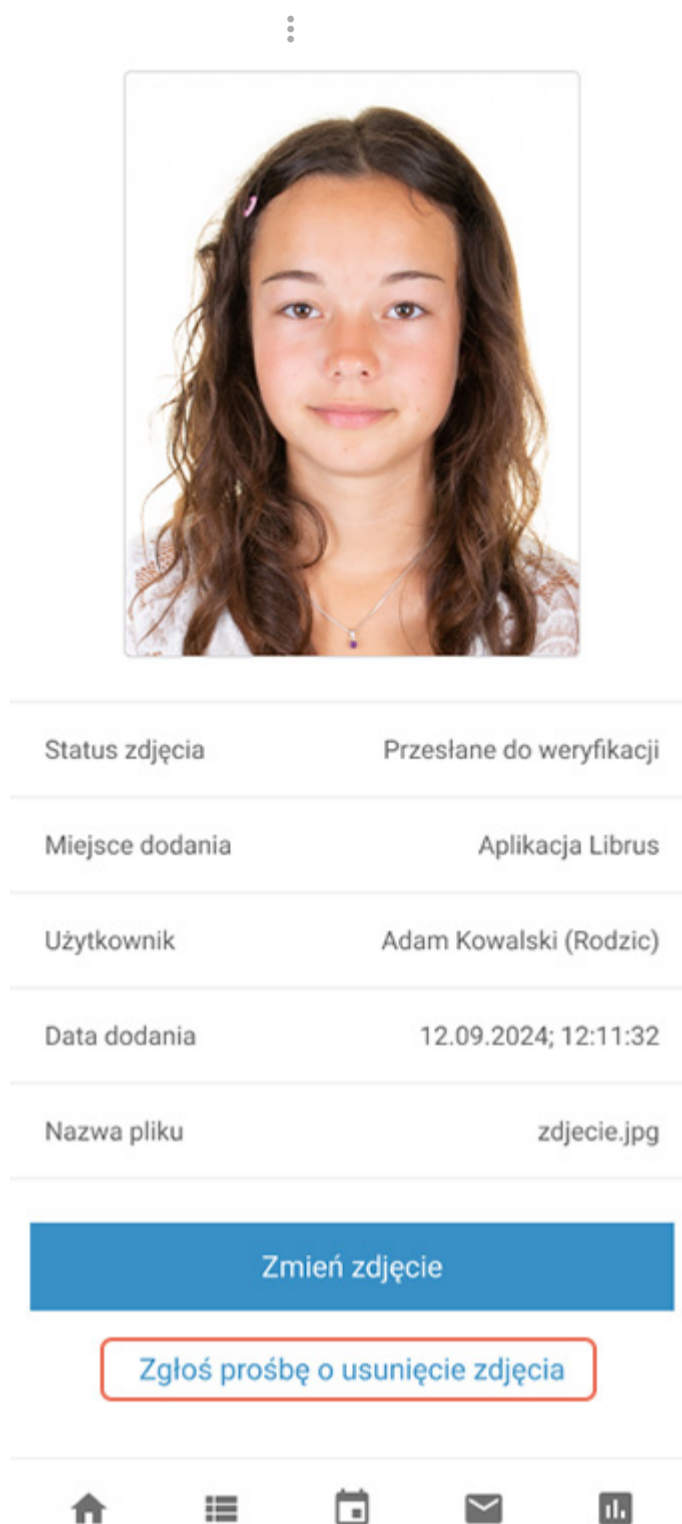 Status zdjęcia Przesłane do weryfikacji
Miejsce dodania Aplikacja Librus
Użytkownik Adam Kowalski (Rodzic)
Data dodania 12.09.2024; 12:11:32
Nazwa pliku zdjecie.jpg
Zmień zdjęcie
Zgłoś prośbę o usunięcie zdjęcia